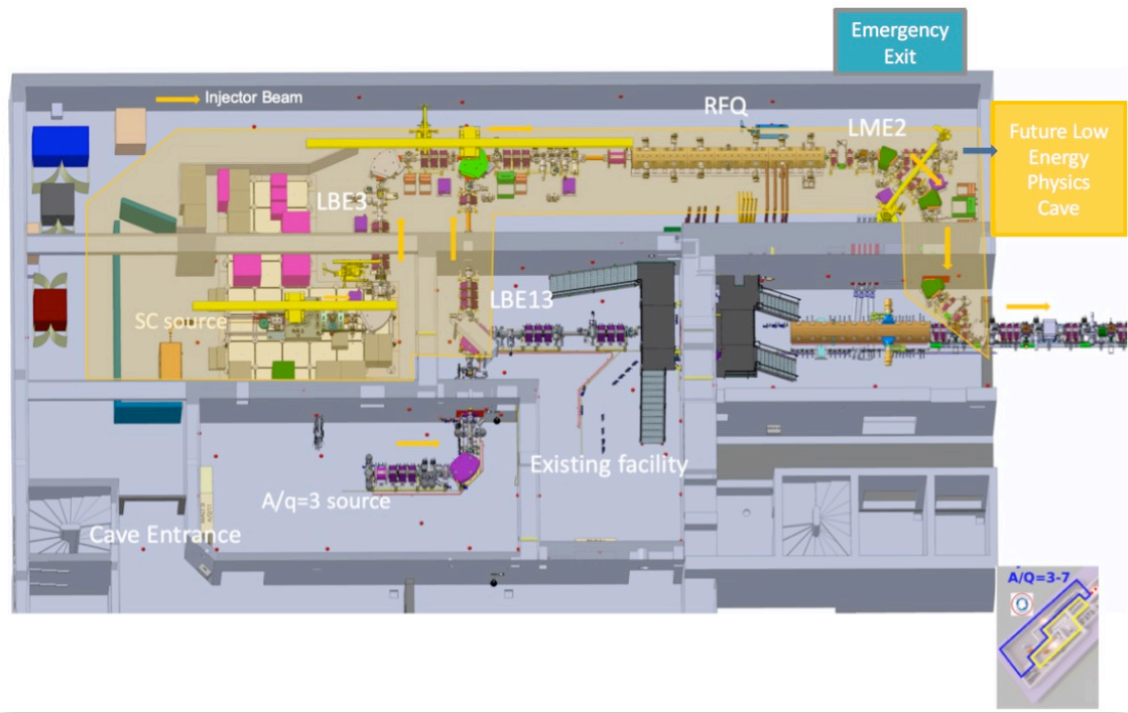 Emergency
Exit
Injector Beam
RFQ
LME2
Future Low
Energy
Physics
Cave
LBE3
LBE13
SC source
Existing facility
A/q=3 source
Cave Entrance
A/Q=3-7